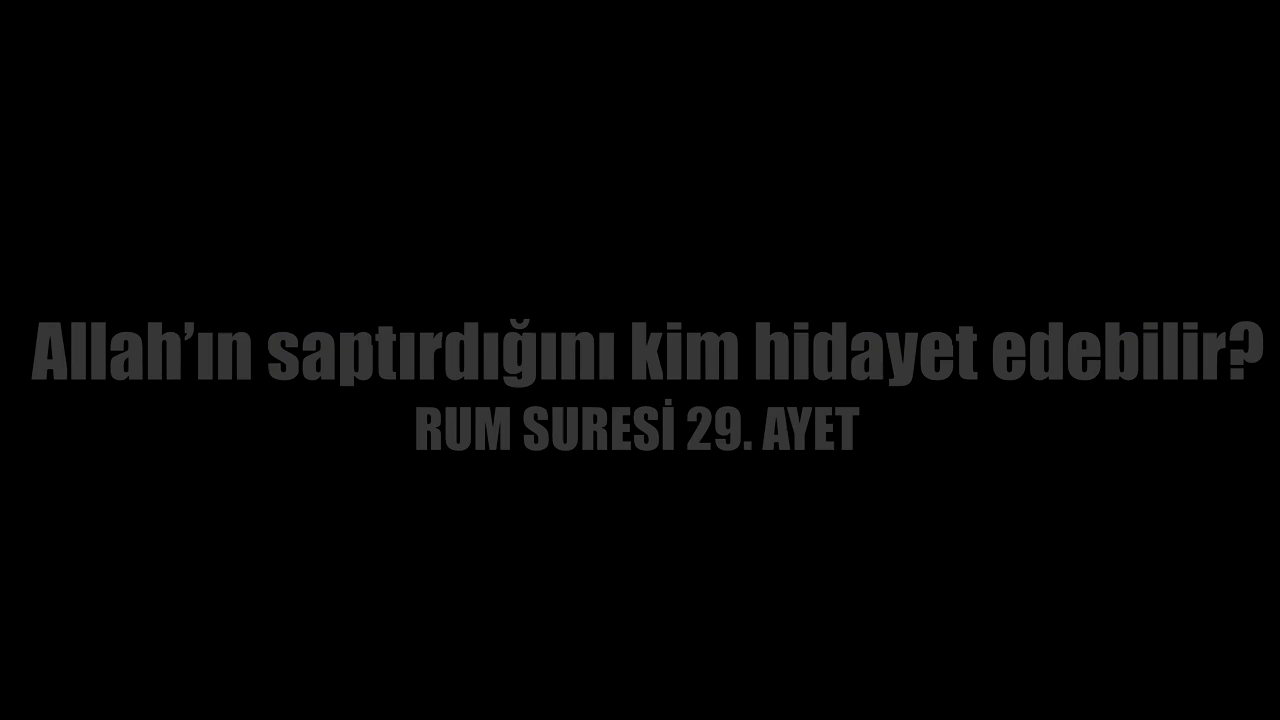 Allah’ın saptırdığını kim hidayet edebilir?
RUM SURESİ 29. AYET